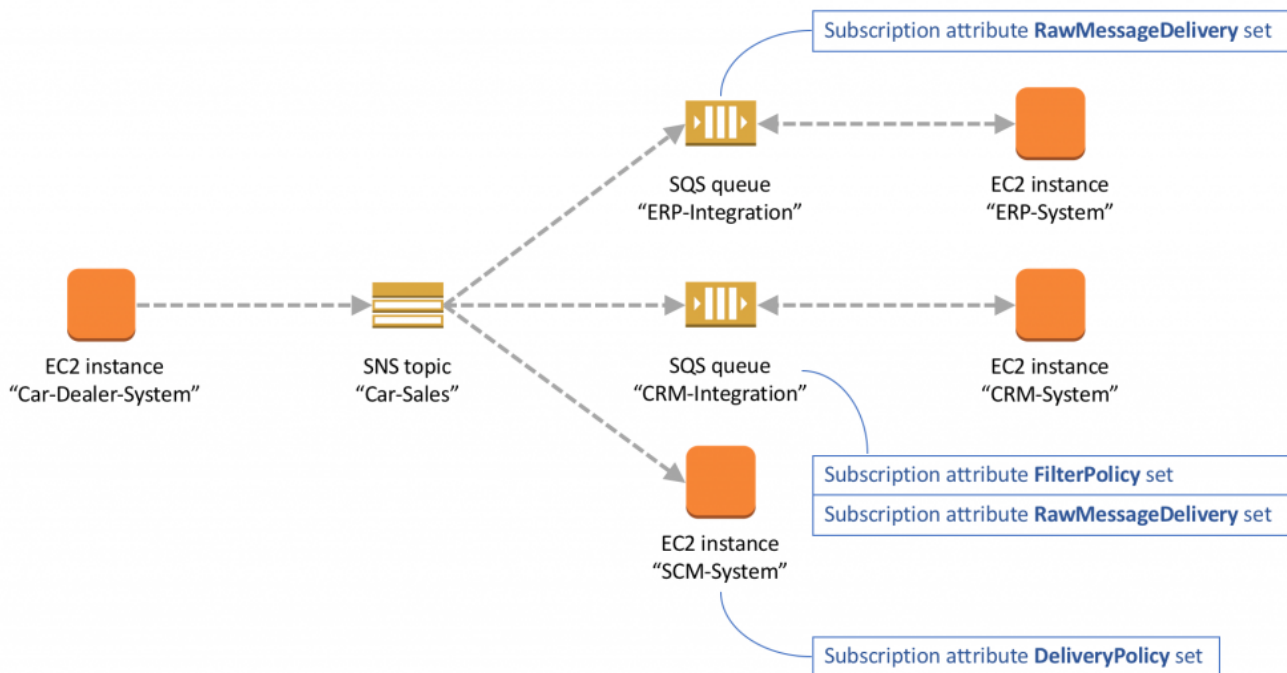 Subscription attribute RawMessageDelivery set
SQS queue
“ERP-Integration”
EC2 instance
“ERP-System”
EC2 instance
“Car-Dealer-System”
SNS topic
“Car-Sales”
SQS queue
“CRM-Integration”
EC2 instance
“CRM-System”
Subscription attribute FilterPolicy set
Subscription attribute RawMessageDelivery set
EC2 instance
“SCM-System”
Subscription attribute DeliveryPolicy set